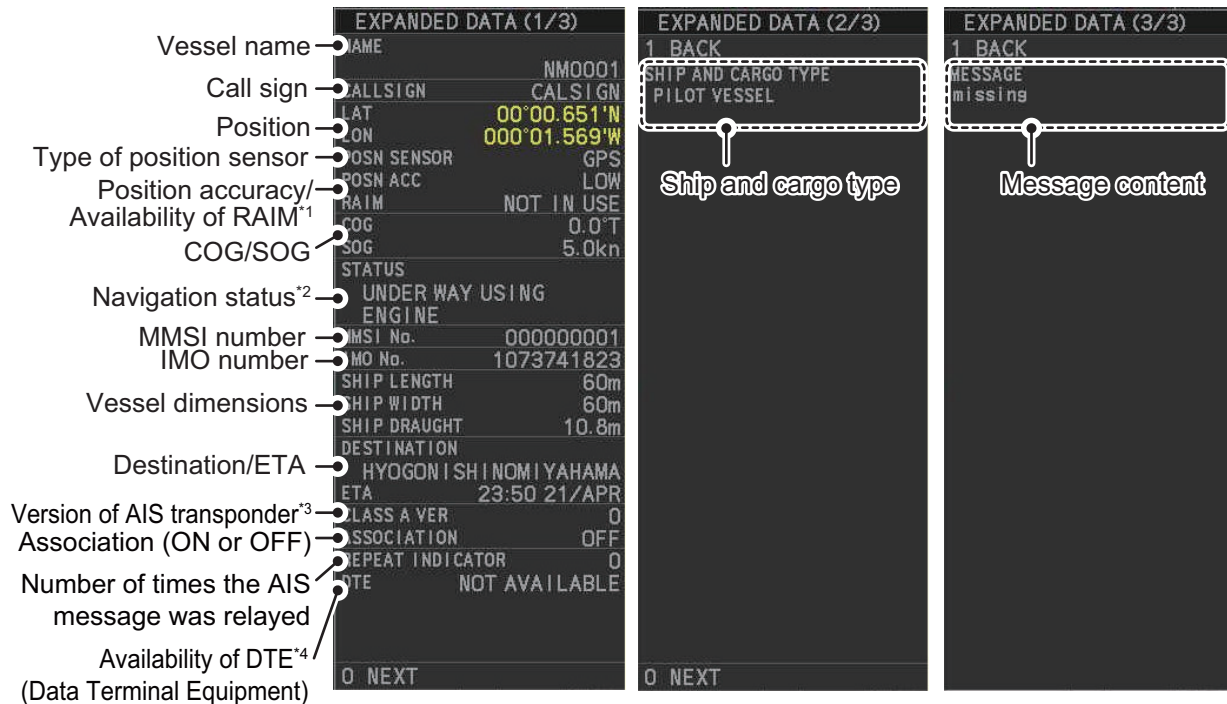 EXPANDED DATA (1/3)
Vessel name
NAME
NM0001
Call sign
CALLSIGN CALSIGN
Position
LAT 00°00.651'N
LON 000°01.569'W
Type of position sensor
POSN SENSOR GPS
Position accuracy/
Availability of RAIM*1
POSN ACC LOW
RAIM NOT IN USE
COG/SOG
COG 0.0°T
SOG 5.0kn
STATUS
Navigation status*2
UNDER WAY USING
ENGINE
MMSI number
MMSI No. 000000001
IMO number
IMO No. 1073741823
Vessel dimensions
SHIP LENGTH 60m
SHIP WIDTH 60m
SHIP DRAUGHT 10.8m
Destination/ETA
DESTINATION
HYOGONISHINOMIYAHAMA
ETA 23:50 21/APR
Version of AIS transponder*3
CLASS A VER 0
Association (ON or OFF)
ASSOCIATION OFF
Number of times the AIS
message was relayed
REPEAT INDICATOR 0
Availability of DTE*4
(Data Terminal Equipment)
DTE NOT AVAILABLE
0 NEXT
EXPANDED DATA (2/3)
1 BACK
SHIP AND CARGO TYPE
PILOT VESSEL
Ship and cargo type
0 NEXT
EXPANDED DATA (3/3)
1 BACK
MESSAGE
missing
Message content